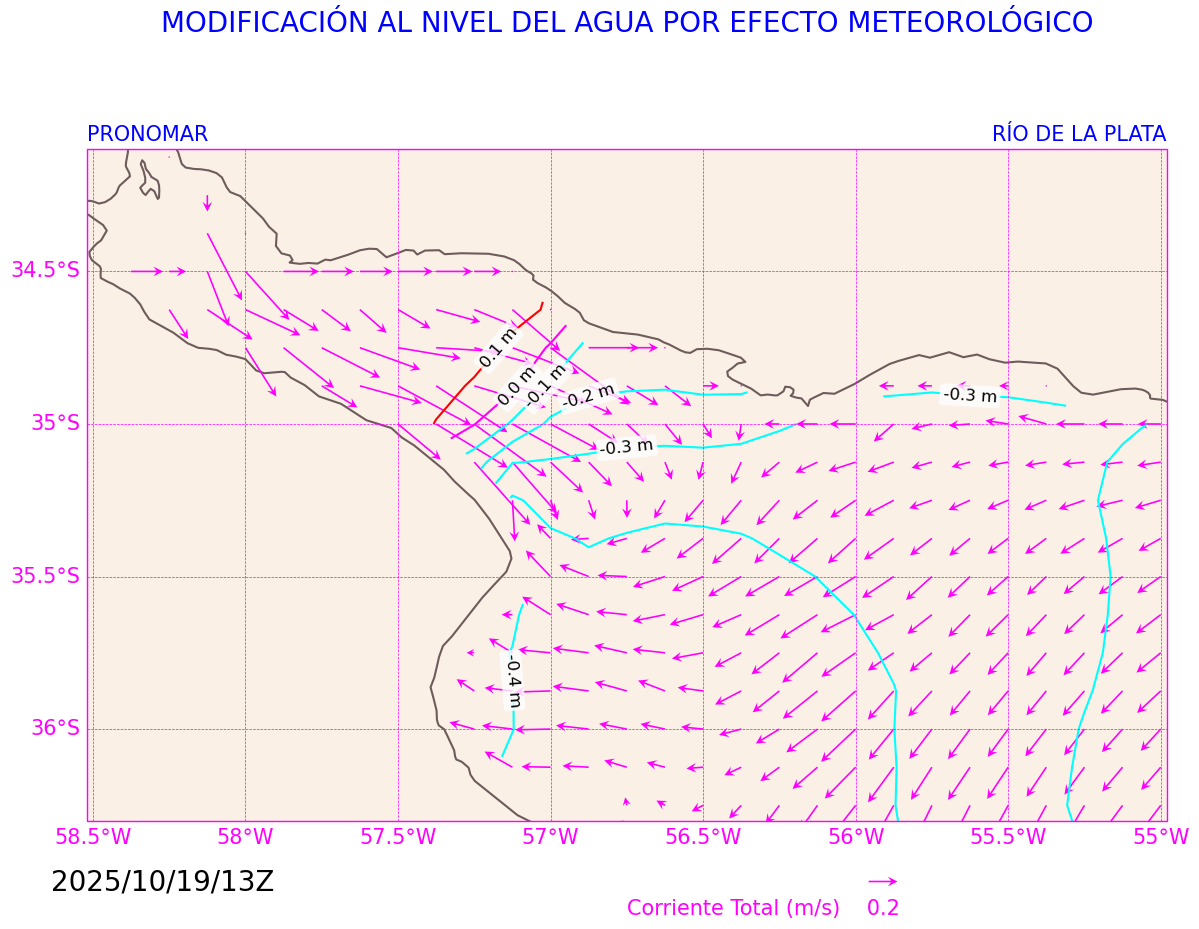 MODIFICACIÓN AL NIVEL DEL AGUA POR EFECTO METEOROLÓGICO
PRONOMAR
RÍO DE LA PLATA
34.5°S
35°S
35.5°S
36°S
0.1 m
0.0 m
-0.1 m
-0.2 m
-0.3 m
-0.3 m
-0.4 m
58.5°W
58°W
57.5°W
57°W
56.5°W
56°W
55.5°W
55°W
2025/10/19/13Z
Corriente Total (m/s)
0.2